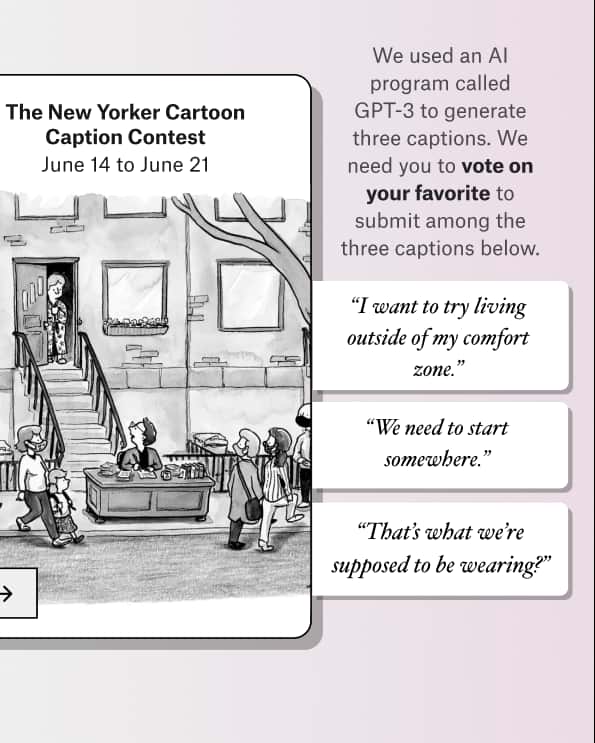 The New Yorker Cartoon
Caption Contest
June 14 to June 21
We used an AI
program called
GPT-3 to generate
three captions. We
need you to vote on
your favorite to
submit among the
three captions below.
“I want to try living
outside of my comfort
zone.”
“We need to start
somewhere.”
“That’s what we’re
supposed to be wearing?”